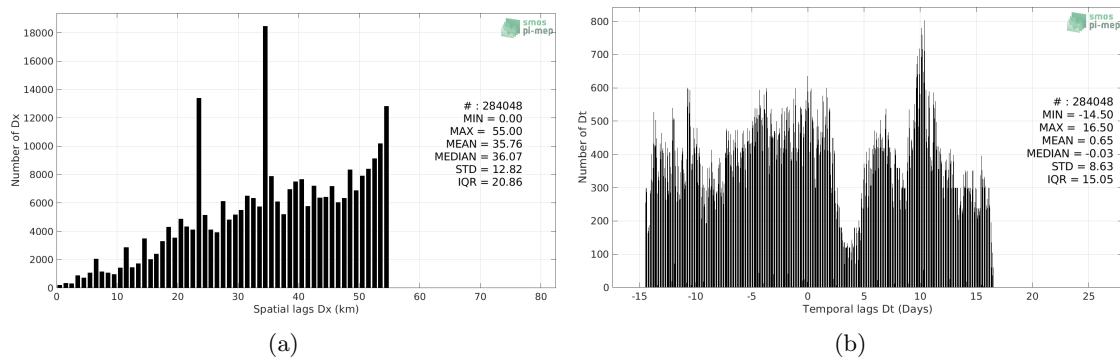 smos
pi-mep
18000
16000
14000
12000
10000
8000
6000
4000
2000
0
Number of Dx
# : 284048
MIN = 0.00
MAX = 55.00
MEAN = 35.76
MEDIAN = 36.07
STD = 12.82
IQR = 20.86
0 10 20 30 40 50 60 70 80
Spatial lags Dx (km)
(a)
smos
pi-mep
800
700
600
500
400
300
200
100
0
Number of Dt
# : 284048
MIN = -14.50
MAX = 16.50
MEAN = 0.65
MEDIAN = -0.03
STD = 8.63
IQR = 15.05
-15 -10 -5 0 5 10 15 20 25
Temporal lags Dt (Days)
(b)